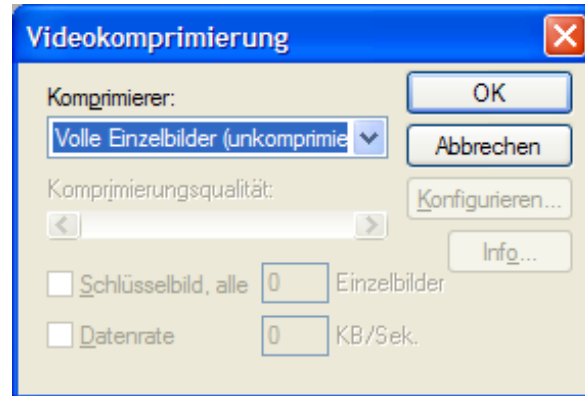 Videokomprimierung
Komprimierer:
OK
Volle Einzelbilder (unkomprimie
Abbrechen
Komprimierungsqualität:
Konfigurieren...
Info...
Schlüsselbild, alle 0 Einzelbilder
Datenrate 0 KB/Sek.